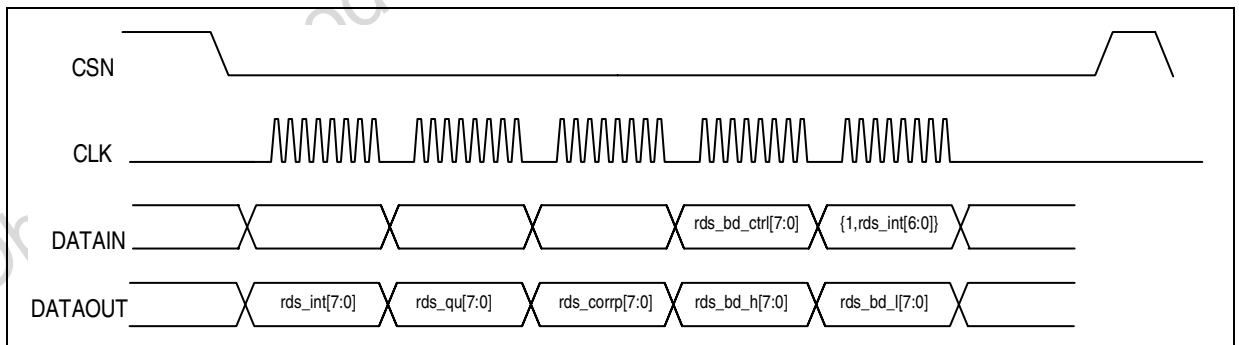 CSN
CLK
DATAIN
rds_bd_ctrl[7:0]
{1,rds_int[6:0]}
DATAOUT
rds_int[7:0]
rds_qu[7:0]
rds_corrp[7:0]
rds_bd_h[7:0]
rds_bd_l[7:0]